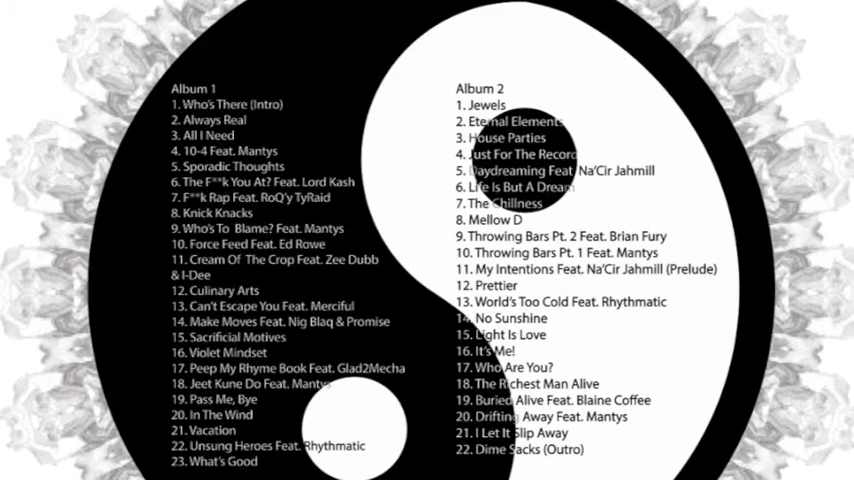 Album 1
1. Who's There (Intro)
2. Always Real
3. All I Need
4. 10-4 Feat. Mantys
5. Sporadic Thoughts
6. The F**k You At? Feat. Lord Kash
7. F**k Rap Feat. RoQ'y TyRaid
8. Knick Knacks
9. Who's To Blame? Feat. Mantys
10. Force Feed Feat. Ed Rowe
11. Cream Of The Crop Feat. Zee Dubb
& I-Dee
12. Culinary Arts
13. Can't Escape You Feat. Merciful
14. Make Moves Feat. Nig Blaq & Promise
15. Sacrificial Motives
16. Violet Mindset
17. Peep My Rhyme Book Feat. Glad2Mecha
18. Jeet Kune Do Feat. Mantys
19. Pass Me, Bye
20. In The Wind
21. Vacation
22. Unsung Heroes Feat. Rhythmatic
23. What's Good
Album 2
1. Jewels
2. Eternal Elements
3. House Parties
4. Just For The Record
5. Daydreaming Feat. Na'Cir Jahmill
6. Life Is But A Dream
7. The Chillness
8. Mellow D
9. Throwing Bars Pt. 2 Feat. Brian Fury
10. Throwing Bars Pt. 1 Feat. Mantys
11. My Intentions Feat. Na'Cir Jahmill (Prelude)
12. Prettier
13. World's Too Cold Feat. Rhythmatic
14. No Sunshine
15. Light Is Love
16. It's Me!
17. Who Are You?
18. The Richest Man Alive
19. Buried Alive Feat. Blaine Coffee
20. Drifting Away Feat. Mantys
21. I Let It Slip Away
22. Dime Sacks (Outro)